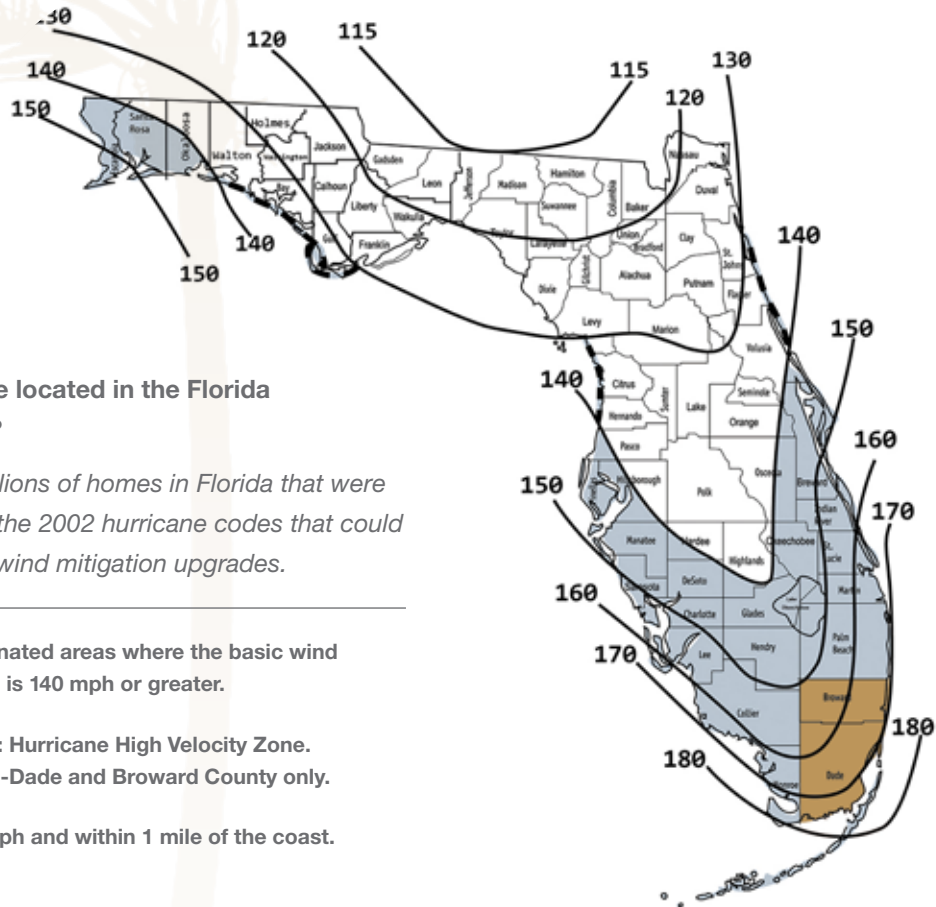 115
120
130
115
140
120
150
Santa
Rosa
Okaloosa
Holmes
Walton
Washington
Jackson
Bay
Calhoun
Gulf
Liberty
Gadsden
Leon
Wakulla
Franklin
Jefferson
Madison
Hamilton
Suwannee
Taylor
Lafayette
Columbia
Baker
Nassau
Duval
Union
Bradford
Clay
St.
Johns
Dixie
Gilchrist
Alachua
Putnam
Flagler
Levy
Marion
Volusia
140
150
140
150
140
Citrus
Hernando
Sumter
Lake
Seminole
Orange
Pasco
Hillsborough
Polk
Osceola
Brevard
Indian
River
160
150
170
Manatee
Hardee
Highlands
Okeechobee
St.
Lucie
Sarasota
DeSoto
Martin
160
Charlotte
Glades
170
Lee
Hendry
Palm
Beach
Collier
Broward
180
180
Monroe
Dade
e located in the Florida
lions of homes in Florida that were
the 2002 hurricane codes that could
wind mitigation upgrades.
nated areas where the basic wind
is 140 mph or greater.
: Hurricane High Velocity Zone.
-Dade and Broward County only.
ph and within 1 mile of the coast.